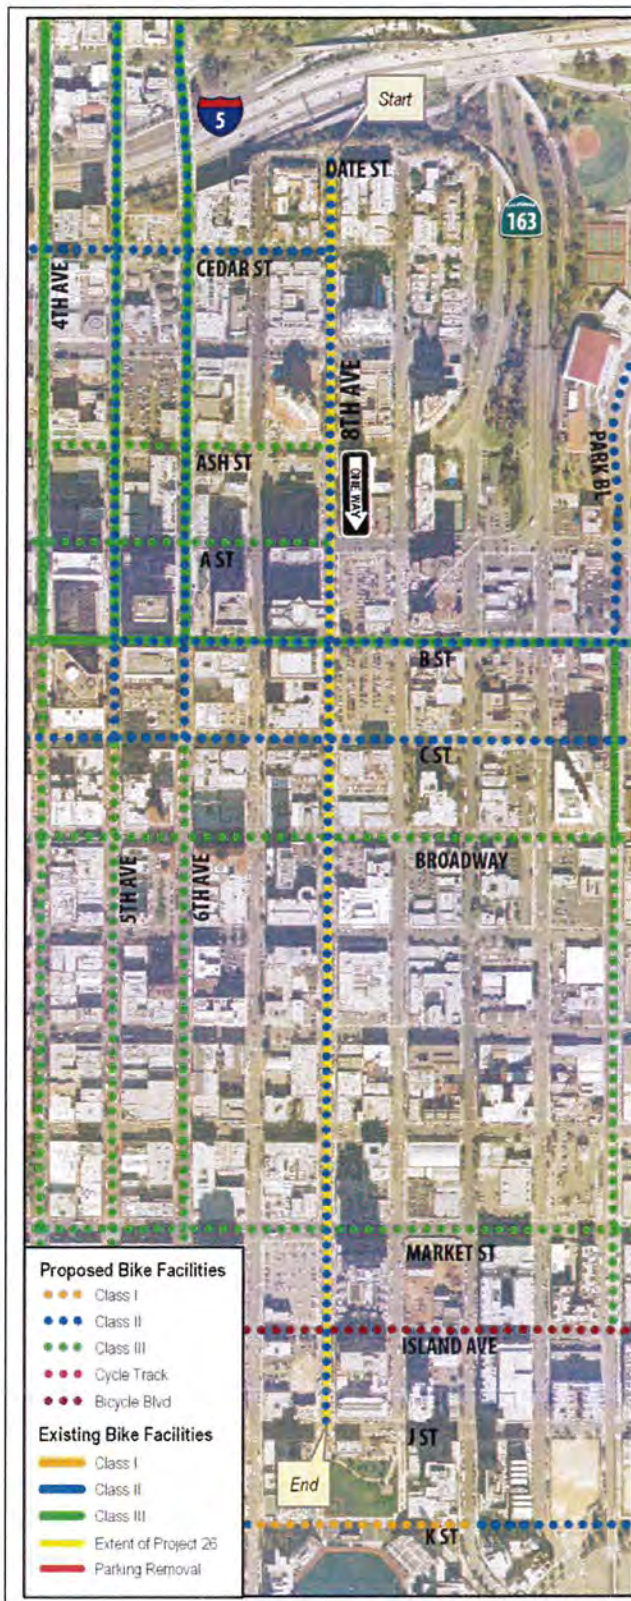 Start
5
DATE ST
CALIFORNIA
163
CEDAR ST
4TH AVE
8TH AVE
PARK BL
ASH ST
ONE WAY
A ST
B ST
C ST
BROADWAY
5TH AVE
6TH AVE
MARKET ST
ISLAND AVE
J ST
End
K ST
Proposed Bike Facilities
Class I
Class II
Class III
Cycle Track
Bicycle Blvd
Existing Bike Facilities
Class I
Class II
Class III
Extent of Project 26
Parking Removal